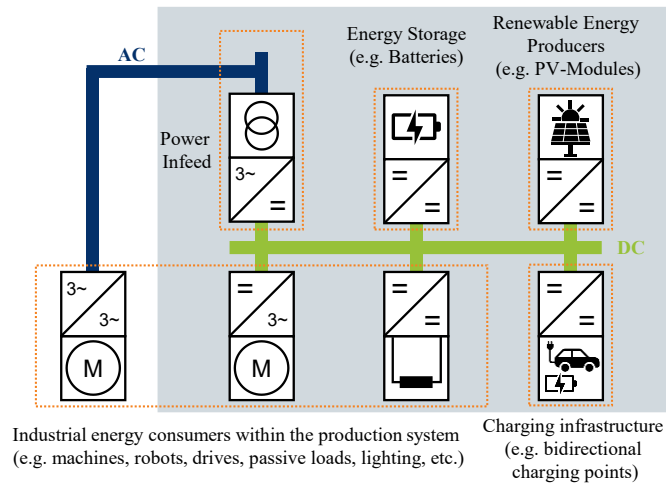 AC
Energy Storage
(e.g. Batteries)
Renewable Energy
Producers
(e.g. PV-Modules)
Power
Infeed
3~
=
=
=
=
=
DC
3~
3~
=
3~
=
=
=
=
M
M
Industrial energy consumers within the production system
(e.g. machines, robots, drives, passive loads, lighting, etc.)
Charging infrastructure
(e.g. bidirectional
charging points)